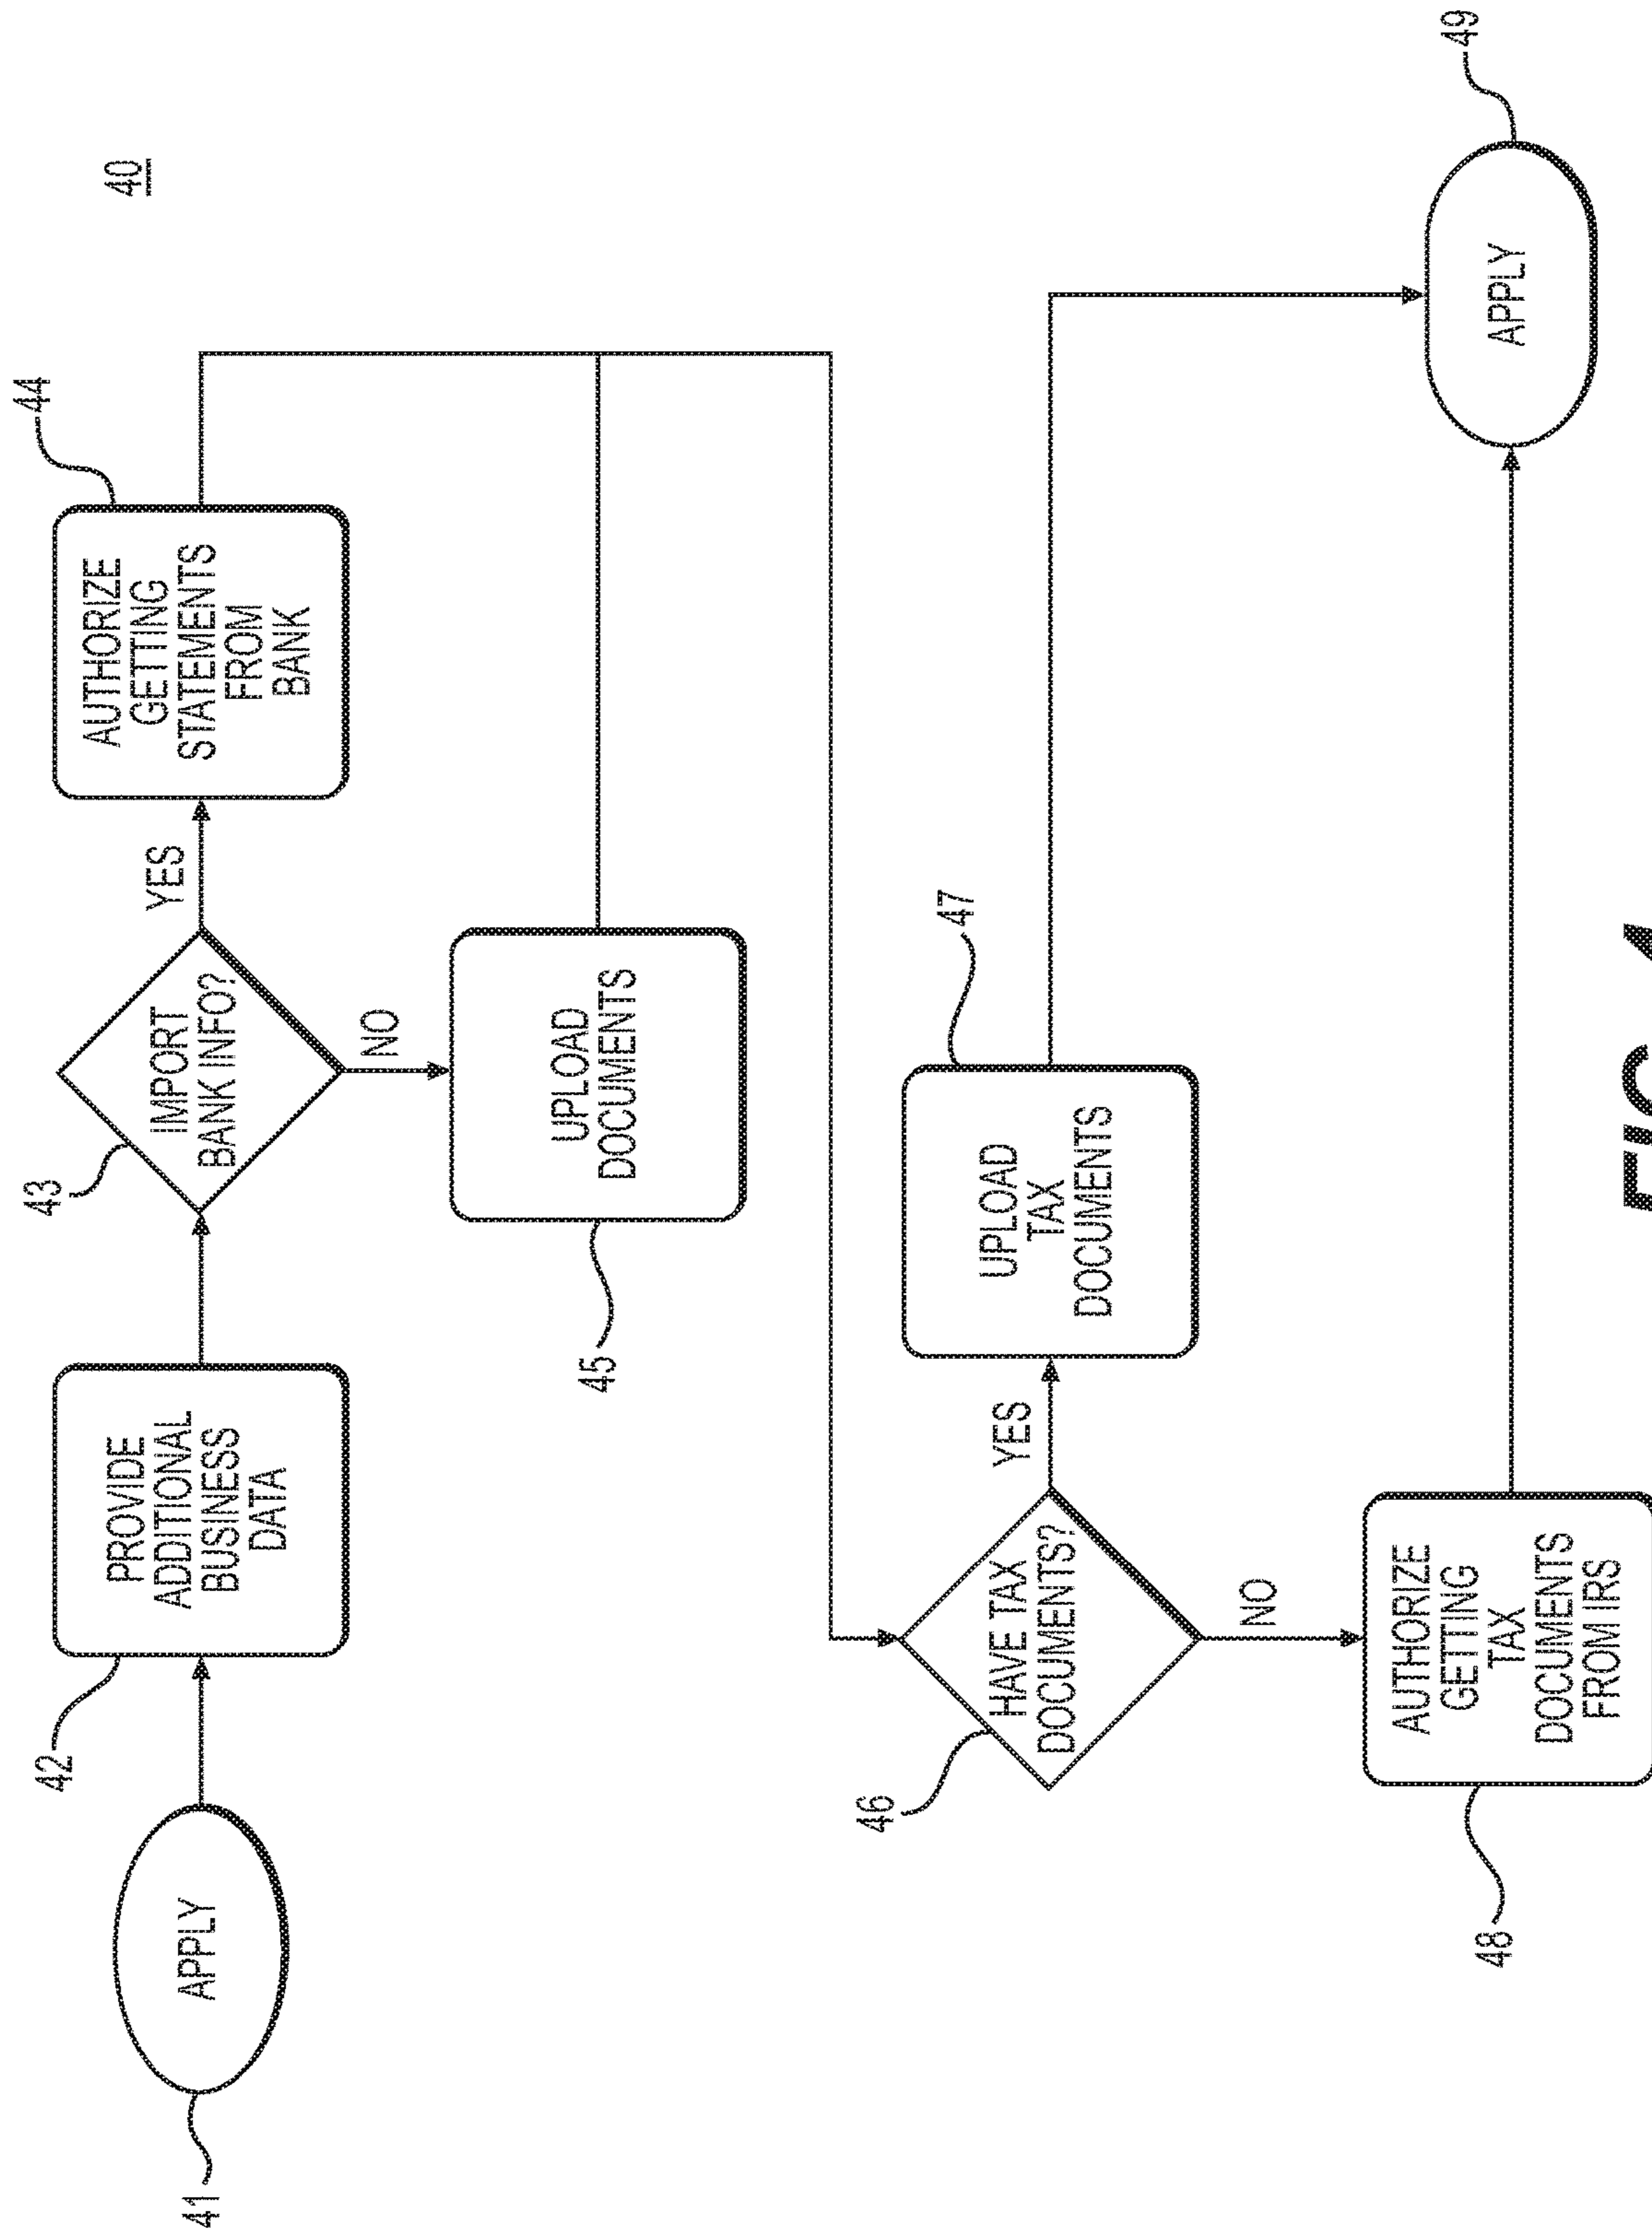 40
41
APPLY
42
PROVIDE
ADDITIONAL
BUSINESS
DATA
43
IMPORT
BANK INFO?
YES
44
AUTHORIZE
GETTING
STATEMENTS
FROM
BANK
NO
45
UPLOAD
DOCUMENTS
46
HAVE TAX
DOCUMENTS?
YES
47
UPLOAD
TAX
DOCUMENTS
NO
48
AUTHORIZE
GETTING
TAX
DOCUMENTS
FROM IRS
49
APPLY